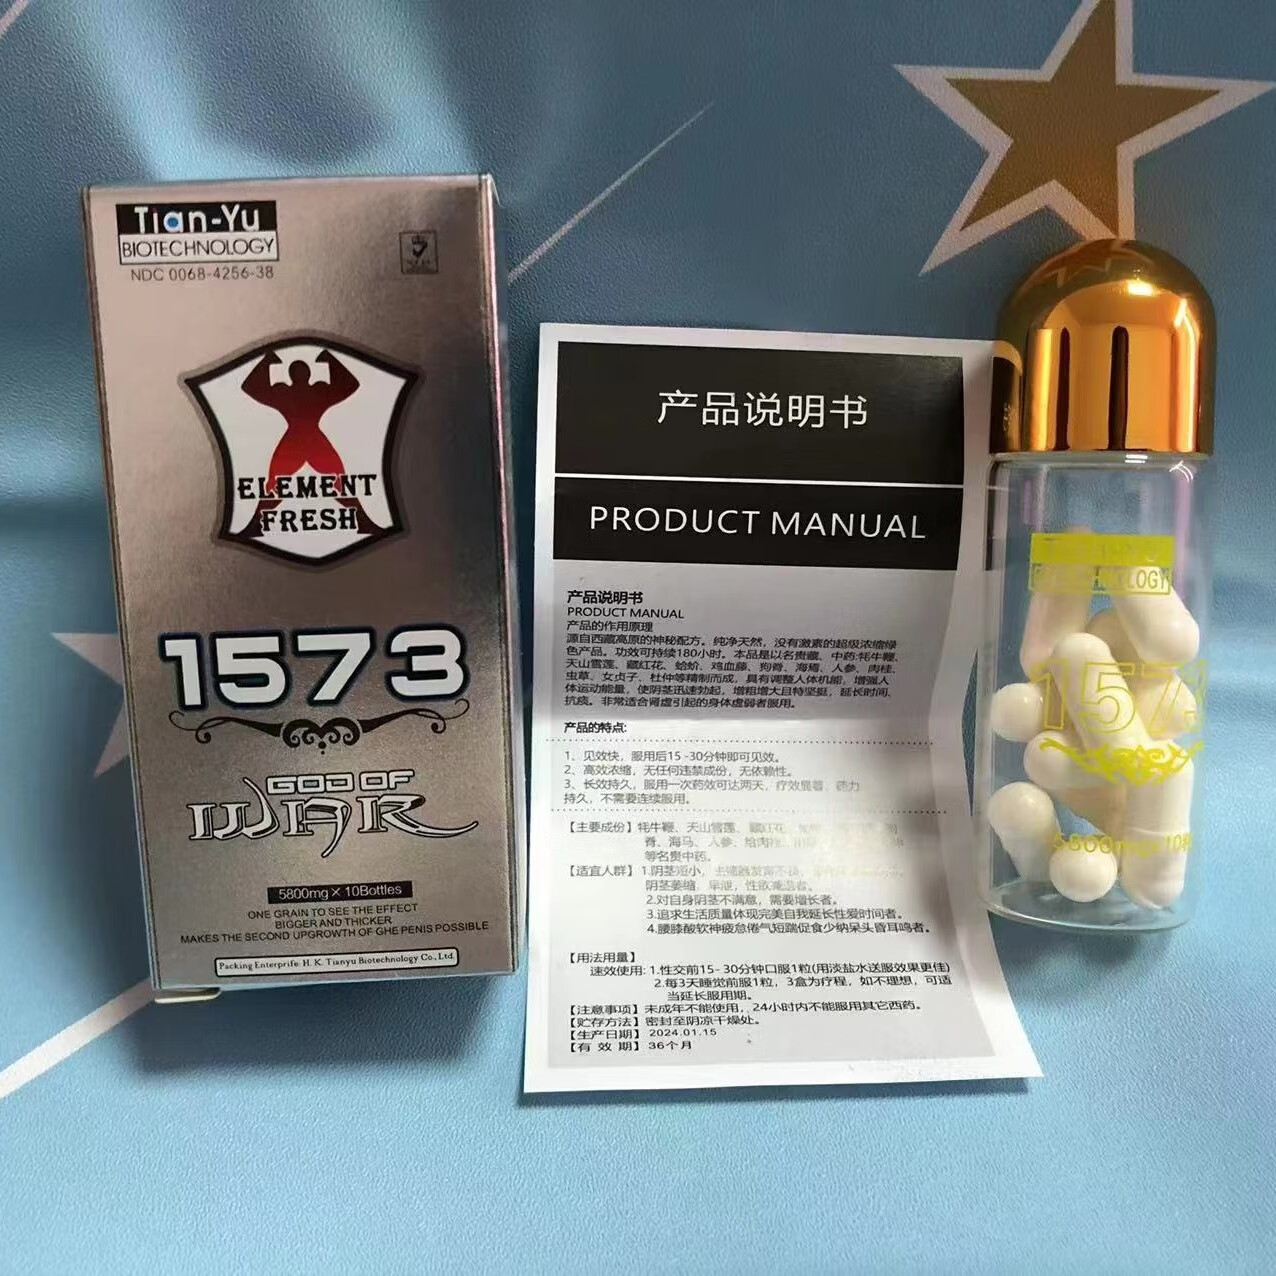 Tian-Yu
BIOTECHNOLOGY
NDC 0068-4256-38
ELEMENT
FRESH
1573
GOD OF
WAR
5800mg×10Bottles
ONE GRAIN TO SEE THE EFFECT
BIGGER AND THICKER
MAKES THE SECOND UPGROWTH OF GHE PENIS POSSIBLE
Packing Enterprife: H. K. Tianyu Biotechnology Co., Ltd.
产品说明书
PRODUCT MANUAL
产品说明书
PRODUCT MANUAL
产品的作用原理
源自西藏高原的神秘配方。纯净天然，没有激素的超级浓缩绿
色产品。功效可持续180小时。本品是以名贵藏、中药:牦牛鞭、
天山雪莲、藏红花、蛤蚧、鸡血藤、狗脊、海马、人参、肉桂、
虫草、女贞子、杜仲等精制而成，具有调整人体机能，增强人
体运动能量，使阴茎迅速勃起，增粗增大且特坚挺，延长时间、
抗疲。非常适合肾虚引起的身体虚弱者服用。
产品的特点:
1、见效快，服用后15-30分钟即可见效。
2、高效浓缩，无任何违禁成份，无依赖性。
3、长效持久，服用一次药效可达两天，疗效显著，药力
持久，不需要连续服用。
【主要成份】牦牛鞭、天山雪莲、藏红花、
脊、海马、人参、
等名贵中药。
【适宜人群】1.阴茎短小，
阴茎萎缩，早泄，性欲减退者。
2.对自身阴茎不满意，需要增长者。
3.追求生活质量体现完美自我延长性爱时间者。
4.腰膝酸软神疲怠倦气短踹促食少纳呆头昏耳鸣者。
【用法用量】
速效使用: 1.性交前15-30分钟口服1粒(用淡盐水送服效果更佳)
2.每3天睡觉前服1粒，3盒为疗程，如不理想，可适
当延长服用期。
【注意事项】未成年不能使用，24小时内不能服用其它西药。
【贮存方法】密封至阴凉干燥处。
【生产日期】2024.01.15
【有 效 期】36个月
1573
5800mg×10